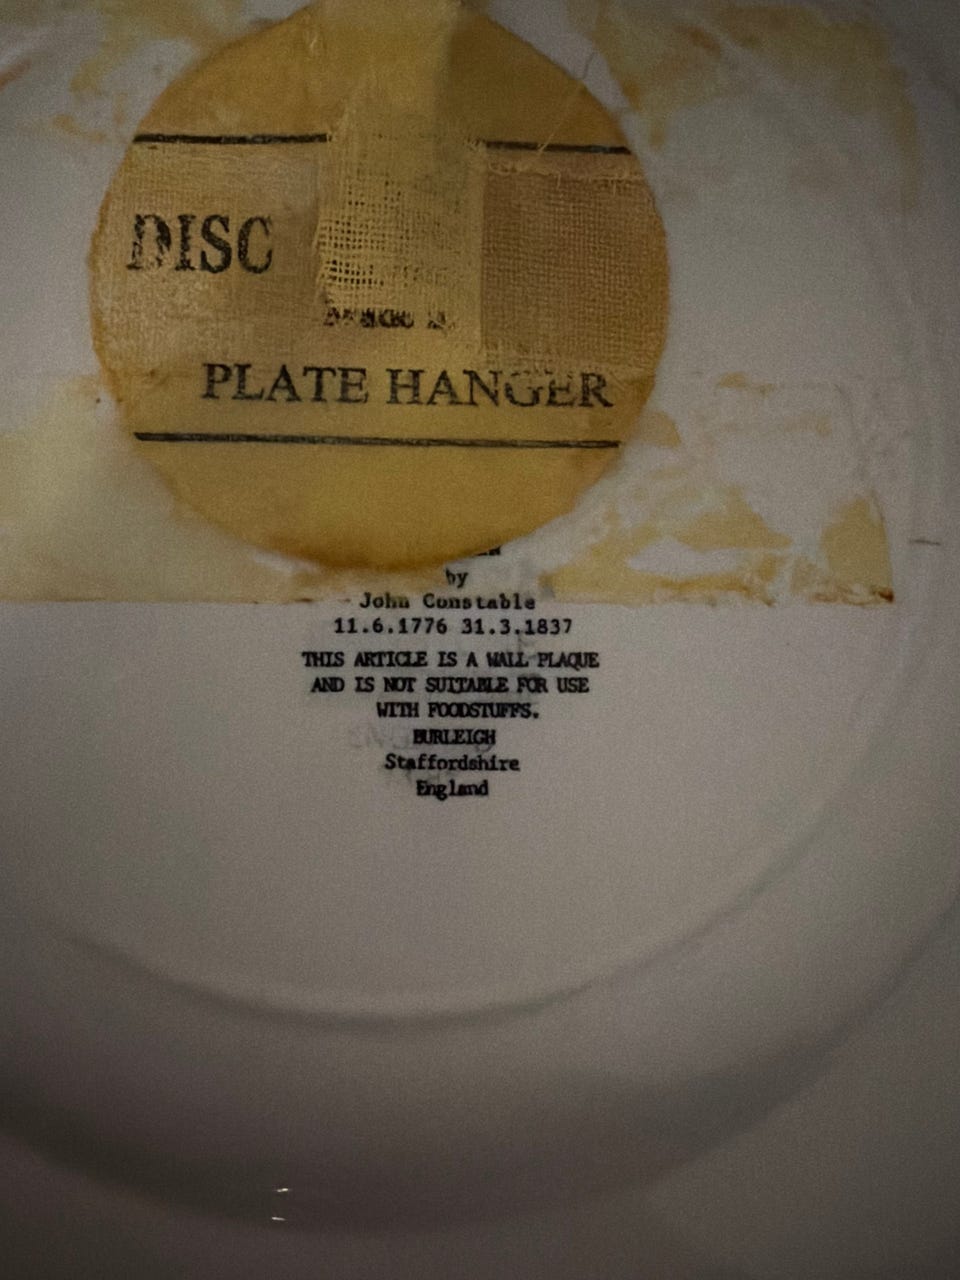 DISC
PLATE HANGER
by
John Constable
11.6.1776 31.3.1837
THIS ARTICLE IS A WALL PLAQUE
AND IS NOT SUITABLE FOR USE
WITH FOODSTUFFS.
BURLEIGH
Staffordshire
England